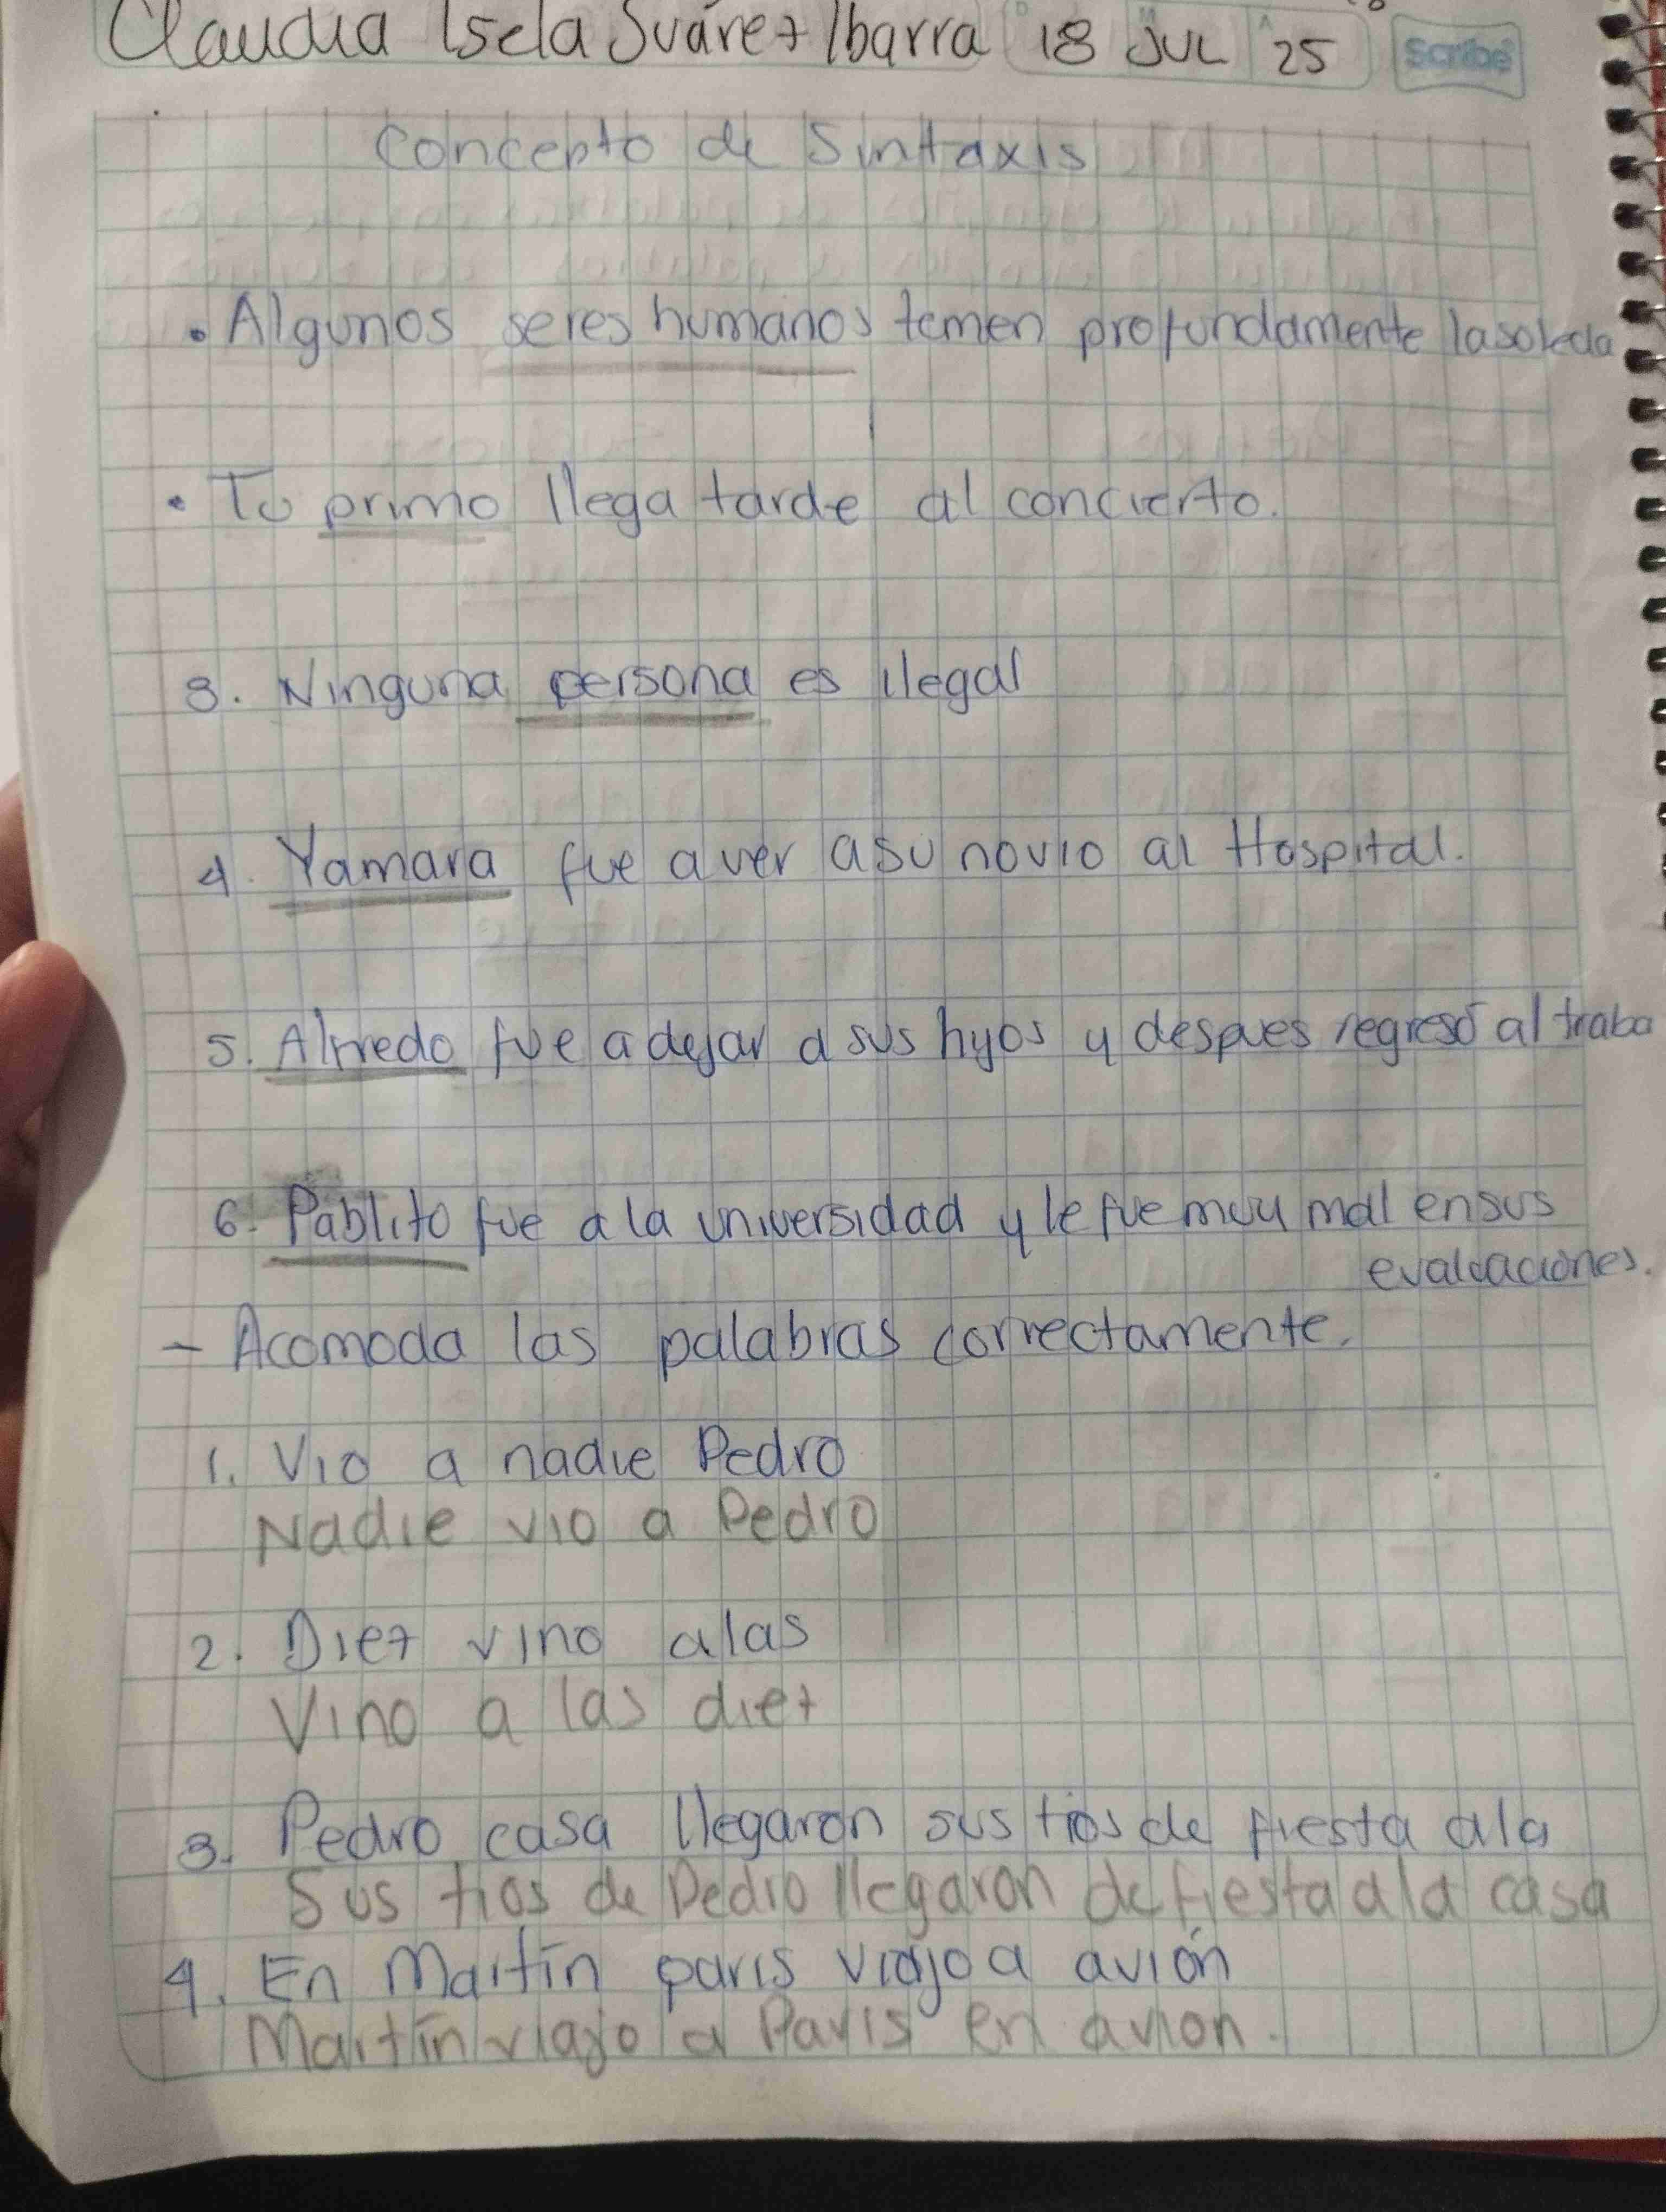 Claudia Isela Suárez Ibarra 18 JUL 25 Scribe
Concepto de Sintaxis
• Algunos seres humanos temen profundamente la soleda
• Tu primo llega tarde al concierto.
3. Ninguna persona es ilegal
4. Yamara fue a ver a su novio al Hospital.
5. Alfredo fue a dejar a sus hijos y despues regresó al traba
6. Pablito fue a la universidad y le fue muy mal en sus
evaluaciones.
- Acomoda las palabras correctamente.
1. Vio a nadie Pedro
Nadie vio a Pedro
2. Diez vino a las
Vino a las diez
3. Pedro casa llegaron sus tios de fiesta a la
Sus tios de Pedro llegaron de fiesta a la casa
4. En Martín paris viajo a avión
Martín viajo a Paris en avion.